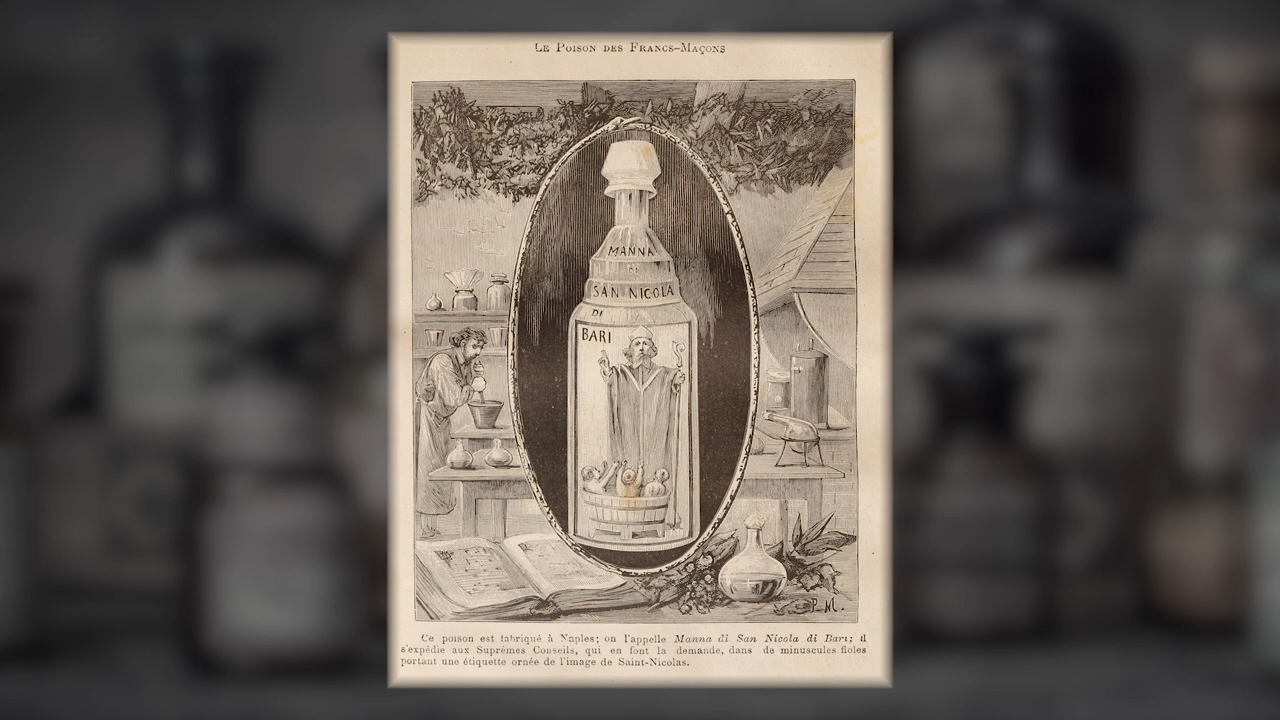 LE POISON DES FRANCS-MAÇONS
MANNA
DI
SAN NICOLA
DI
BARI
P. M.
Ce poison est fabriqué à Naples; on l'appelle Manna di San Nicola di Bari; il
s'expédie aux Suprêmes Conseils, qui en font la demande, dans de minuscules fioles
portant une étiquette ornée de l'image de Saint-Nicolas.